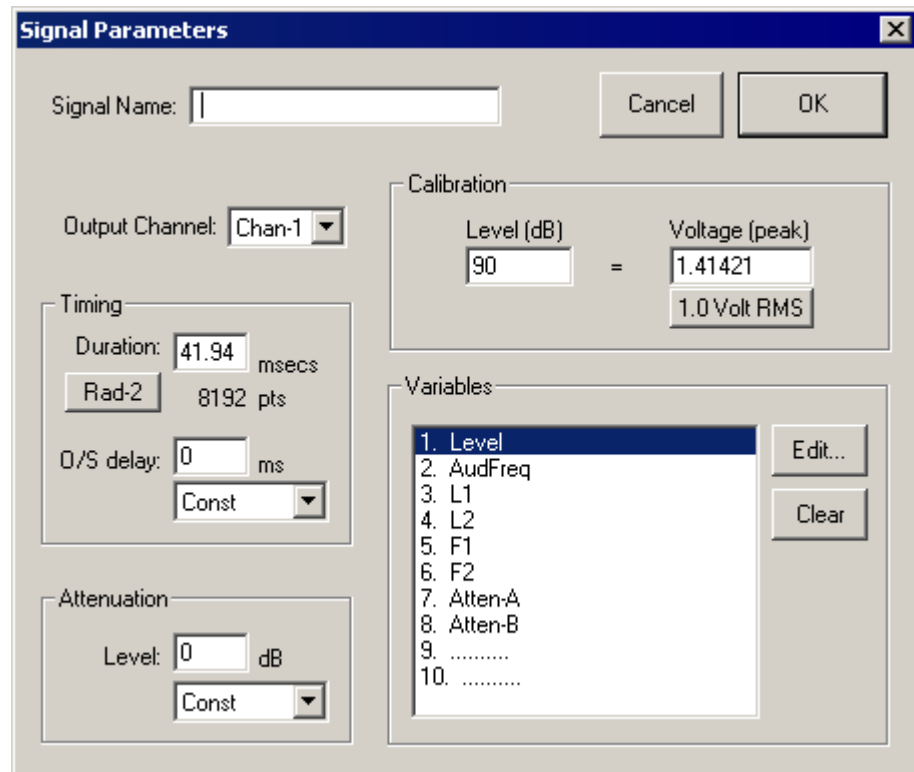 Signal Parameters
Signal Name:
Cancel
OK
Output Channel: Chan-1
Calibration
Level (dB)
Voltage (peak)
90 = 1.41421
1.0 Volt RMS
Timing
Duration: 41.94 msecs
Rad-2 8192 pts
O/S delay: 0 ms
Const
Variables
1. Level
2. AudFreq
3. L1
4. L2
5. F1
6. F2
7. Atten-A
8. Atten-B
9. ..........
10. ..........
Edit...
Clear
Attenuation
Level: 0 dB
Const